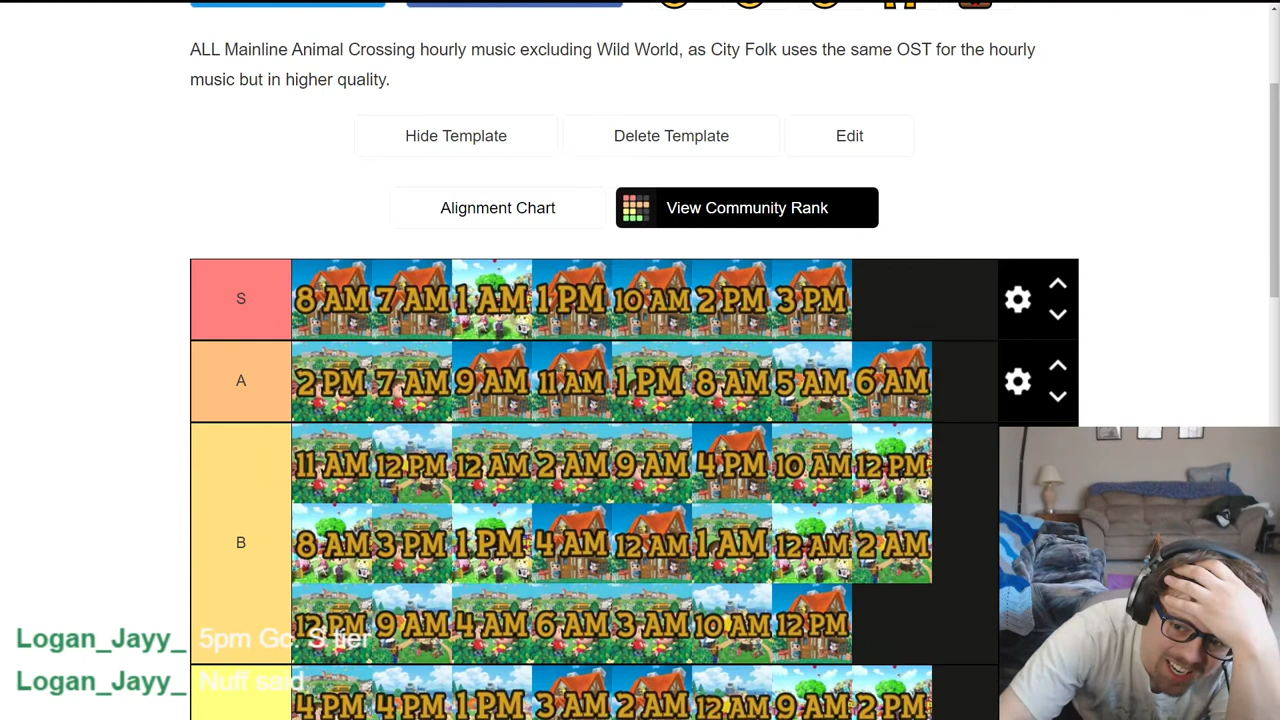 ALL Mainline Animal Crossing hourly music excluding Wild World, as City Folk uses the same OST for the hourly
music but in higher quality.
Hide Template Delete Template Edit
Alignment Chart View Community Rank
S 8 AM 7 AM 1 AM 1 PM 10 AM 2 PM 3 PM
A 2 PM 7 AM 9 AM 11 AM 1 PM 8 AM 5 AM 6 AM
11 AM 12 PM 12 AM 2 AM 9 AM 4 PM 10 AM 12 PM
B 8 AM 3 PM 1 PM 4 AM 12 AM 1 AM 12 AM 2 AM
12 PM 9 AM 4 AM 6 AM 3 AM 10 AM 12 PM
Logan_Jayy_ 5pm Gc. S tier
Logan_Jayy_ Nuff said
4 PM 4 PM 1 PM 3 AM 2 AM 12 AM 9 AM 2 PM